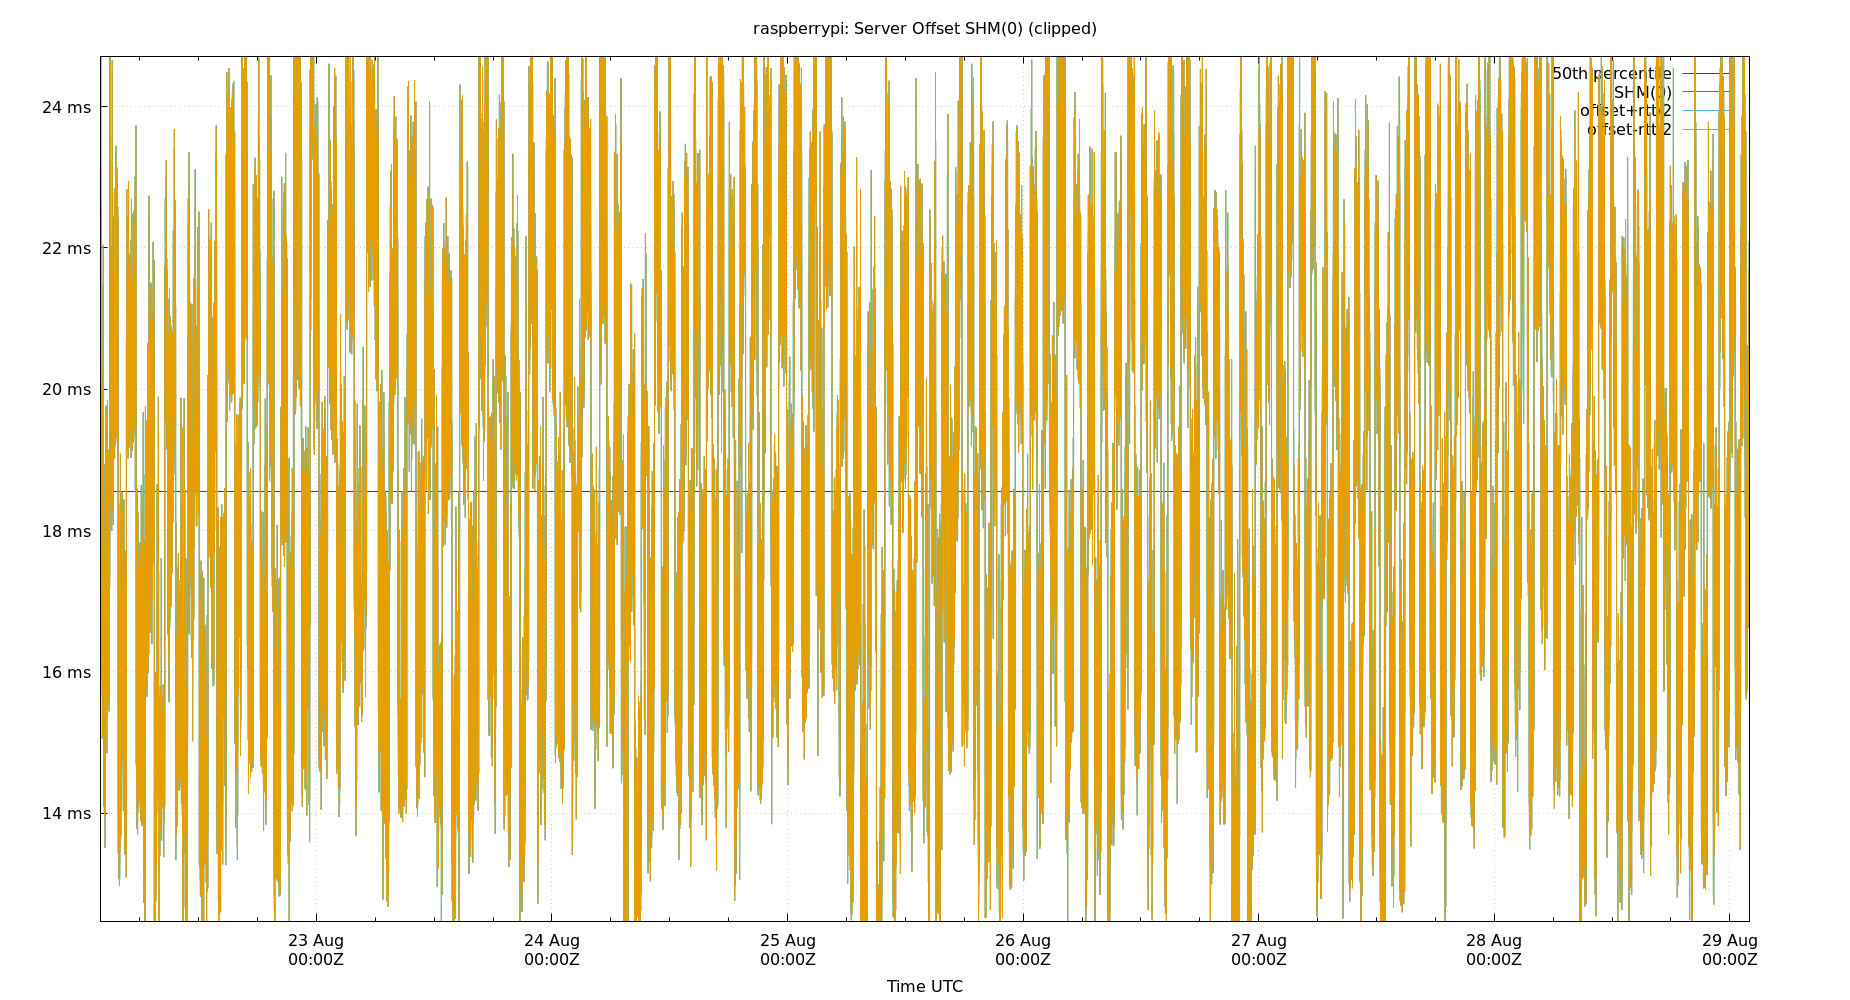 raspberrypi: Server Offset SHM(0) (clipped)
50th percentile
SHM(0)
offset+rtt/2
offset-rtt/2
24 ms
22 ms
20 ms
18 ms
16 ms
14 ms
23 Aug
00:00Z
24 Aug
00:00Z
25 Aug
00:00Z
26 Aug
00:00Z
27 Aug
00:00Z
28 Aug
00:00Z
29 Aug
00:00Z
Time UTC